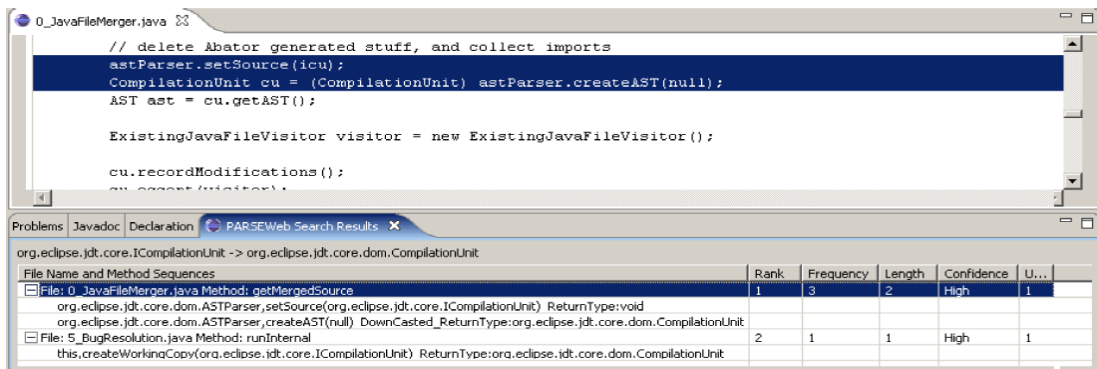 0_JavaFileMerger.java
// delete Abator generated stuff, and collect imports
astParser.setSource(icu);
CompilationUnit cu = (CompilationUnit) astParser.createAST(null);
AST ast = cu.getAST();
ExistingJavaFileVisitor visitor = new ExistingJavaFileVisitor();
cu.recordModifications();
cu.accept(visitor);
Problems Javadoc Declaration PARSEWeb Search Results
org.eclipse.jdt.core.ICompilationUnit -> org.eclipse.jdt.core.dom.CompilationUnit
File Name and Method Sequences Rank Frequency Length Confidence U...
File: 0_JavaFileMerger.java Method: getMergedSource 1 3 2 High 1
org.eclipse.jdt.core.dom.ASTParser,setSource(org.eclipse.jdt.core.ICompilationUnit) ReturnType:void
org.eclipse.jdt.core.dom.ASTParser,createAST(null) DownCasted_ReturnType:org.eclipse.jdt.core.dom.CompilationUnit
File: 5_BugResolution.java Method: runInternal 2 1 1 High 1
this,createWorkingCopy(org.eclipse.jdt.core.ICompilationUnit) ReturnType:org.eclipse.jdt.core.dom.CompilationUnit